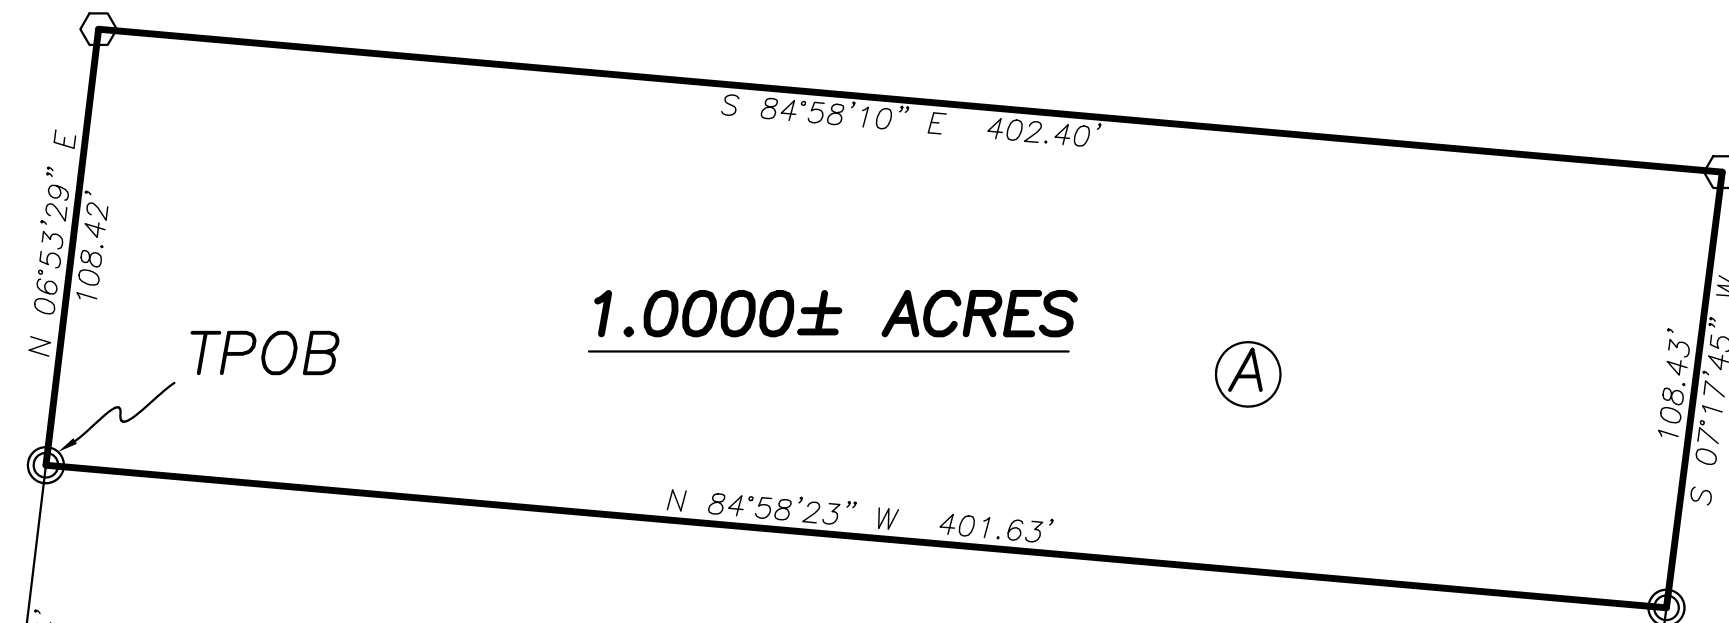 S 84°58'10" E 402.40'
N 06°53'29" E
108.42'
TPOB
1.0000± ACRES
A
108.43'
S 07°17'45" W
N 84°58'23" W 401.63'